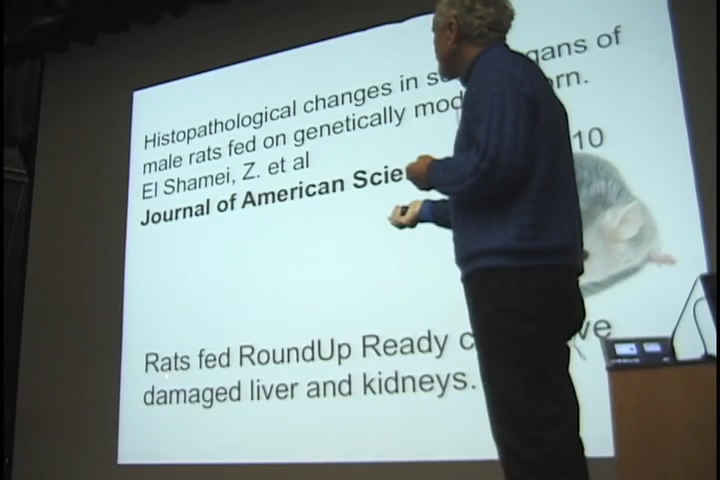 Histopathological changes in so gans of
male rats fed on genetically mod rn.
El Shamei, Z. et al
Journal of American Scie 10
Rats fed RoundUp Ready c ve
damaged liver and kidneys.